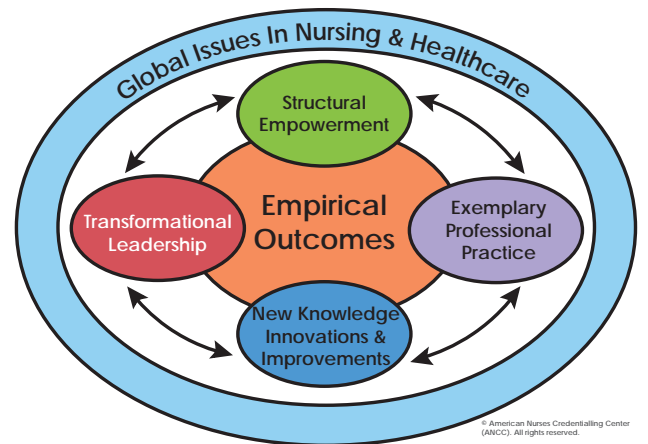 Global Issues In Nursing & Healthcare
Structural
Empowerment
Transformational
Leadership
Empirical
Outcomes
Exemplary
Professional
Practice
New Knowledge
Innovations &
Improvements
© American Nurses Credentialling Center
(ANCC). All rights reserved.